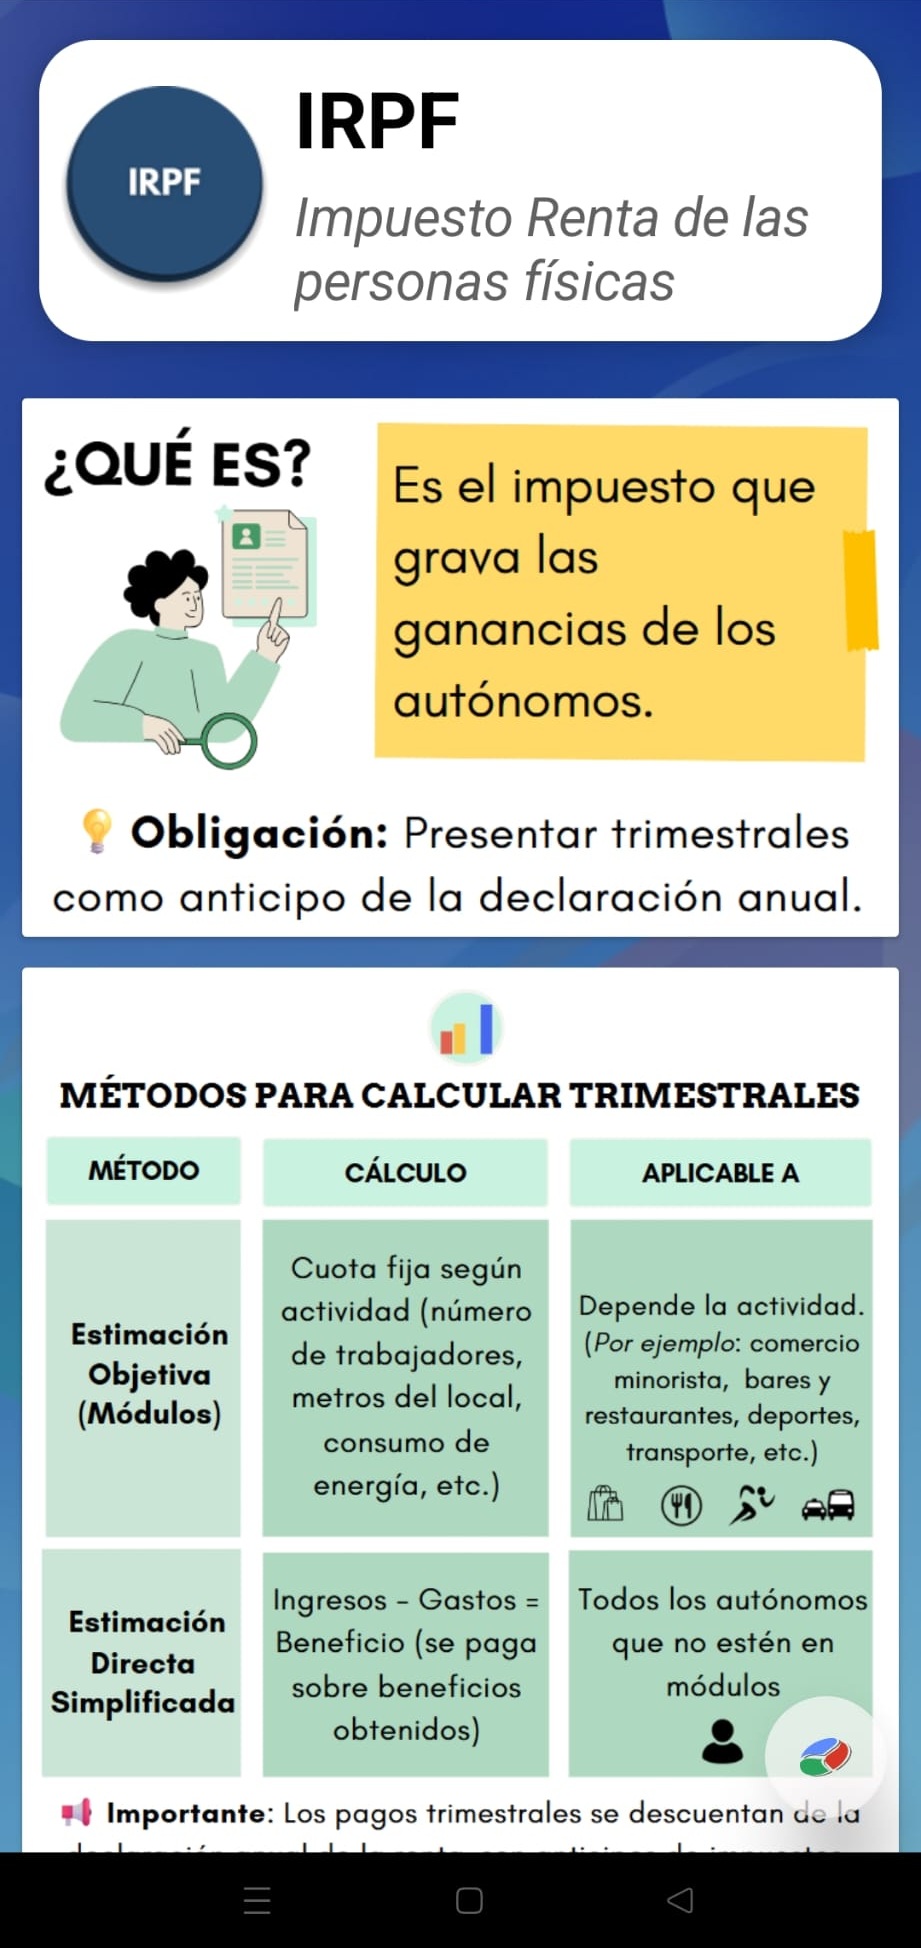 IRPF
IRPF
Impuesto Renta de las
personas físicas
¿QUÉ ES?
Es el impuesto que
grava las
ganancias de los
autónomos.
Obligación: Presentar trimestrales
como anticipo de la declaración anual.
MÉTODOS PARA CALCULAR TRIMESTRALES
MÉTODO
CÁLCULO
APLICABLE A
Estimación
Objetiva
(Módulos)
Cuota fija según
actividad (número
de trabajadores,
metros del local,
consumo de
energía, etc.)
Depende la actividad.
(Por ejemplo: comercio
minorista, bares y
restaurantes, deportes,
transporte, etc.)
Estimación
Directa
Simplificada
Ingresos - Gastos =
Beneficio (se paga
sobre beneficios
obtenidos)
Todos los autónomos
que no estén en
módulos
Importante: Los pagos trimestrales se descuentan de la